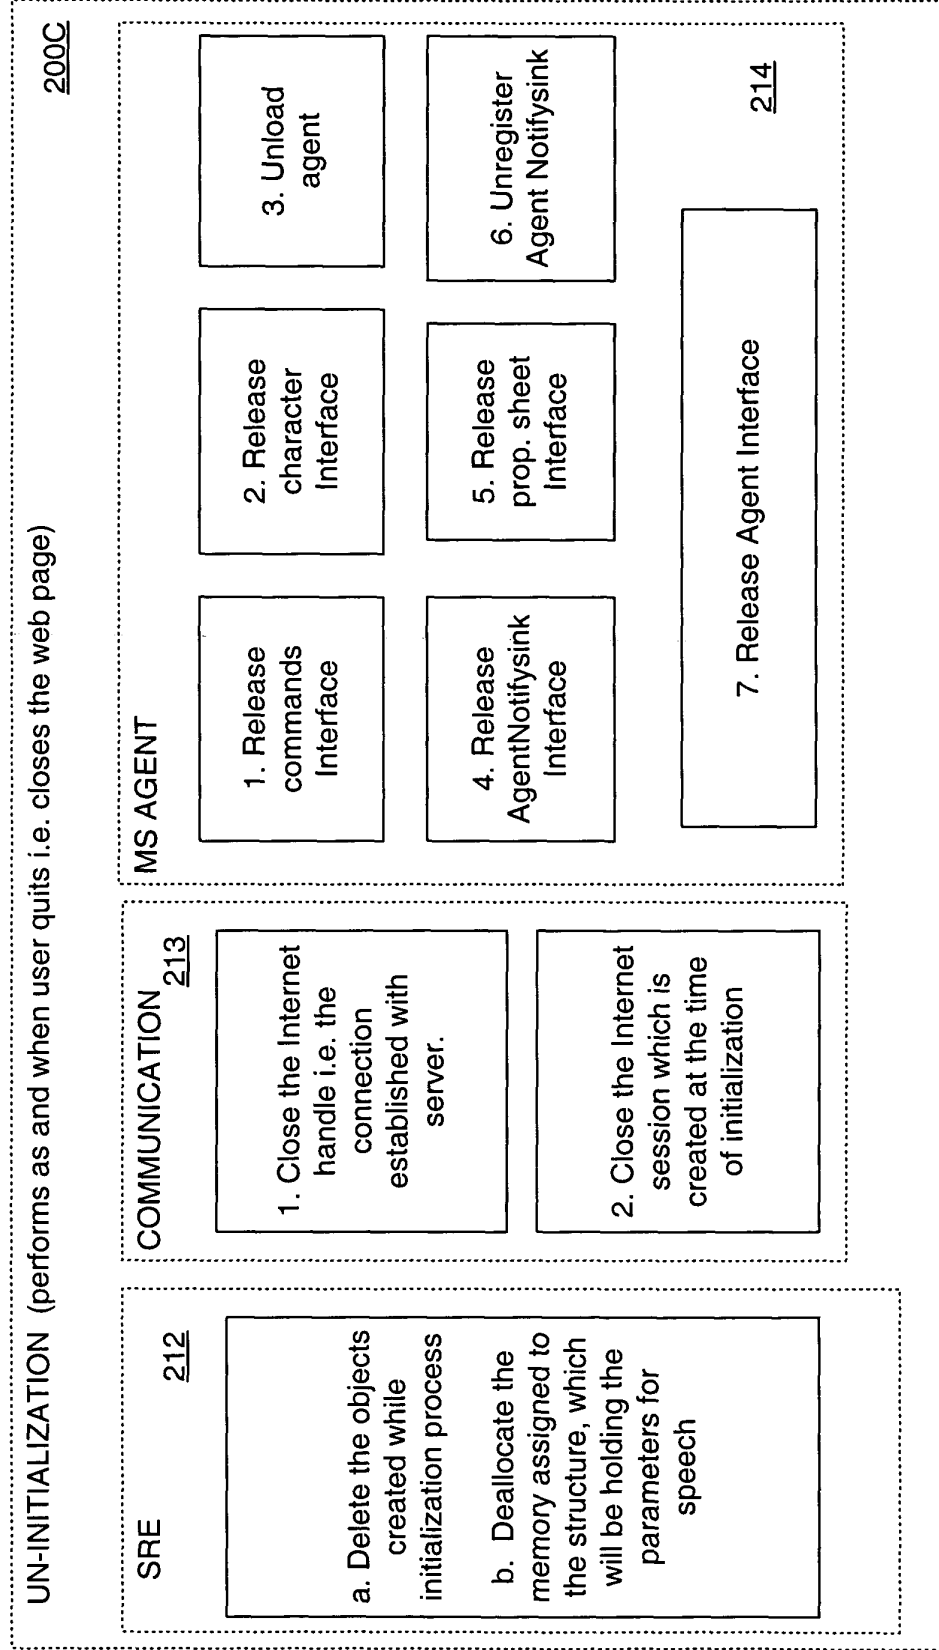 UN-INITIALIZATION (performs as and when user quits i.e. closes the web page)
200C
SRE
212
a. Delete the objects
created while
initialization process
b. Deallocate the
memory assigned to
the structure, which
will be holding the
parameters for
speech
COMMUNICATION
213
1. Close the Internet
handle i.e. the
connection
established with
server.
2. Close the Internet
session which is
created at the time
of initialization
MS AGENT
1. Release
commands
Interface
2. Release
character
Interface
3. Unload
agent
4. Release
AgentNotifysink
Interface
5. Release
prop. sheet
Interface
6. Unregister
Agent Notifysink
7. Release Agent Interface
214